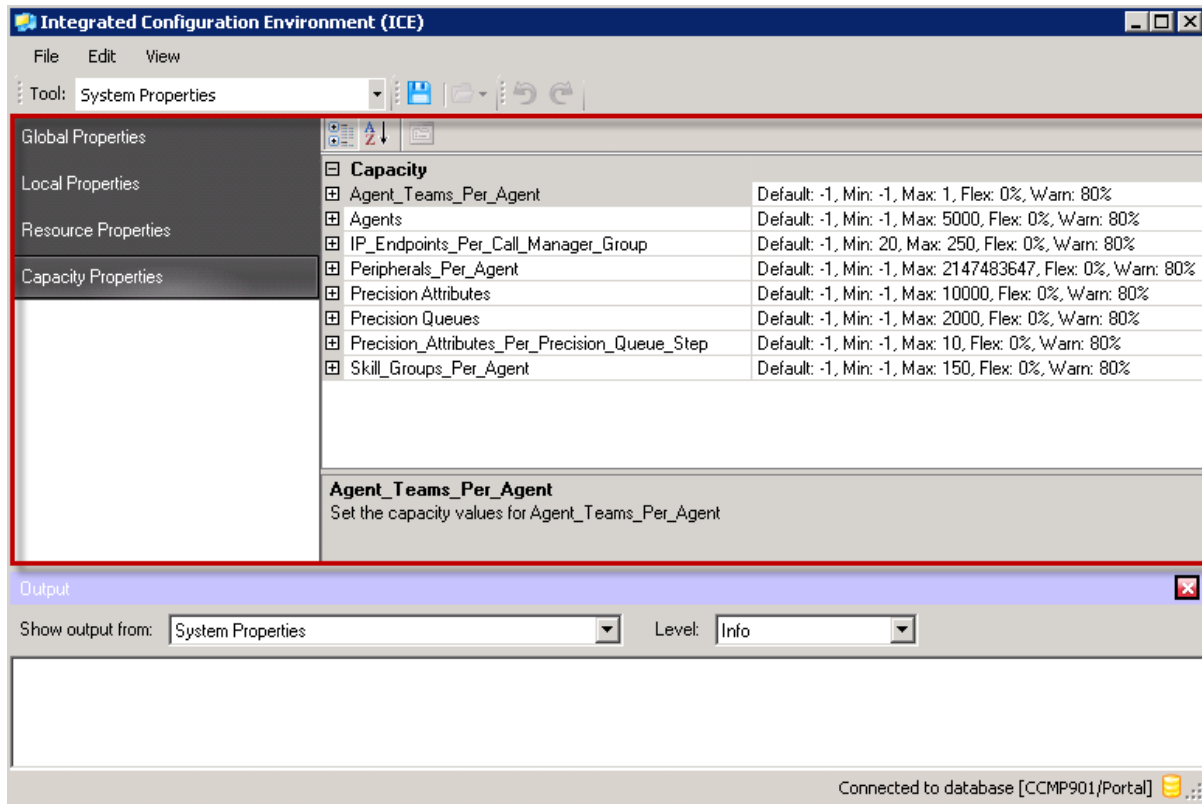 Integrated Configuration Environment (ICE)
File Edit View
Tool: System Properties
Global Properties
Local Properties
Resource Properties
Capacity Properties
Capacity
Agent_Teams_Per_Agent Default: -1, Min: -1, Max: 1, Flex: 0%, Warn: 80%
Agents Default: -1, Min: -1, Max: 5000, Flex: 0%, Warn: 80%
IP_Endpoints_Per_Call_Manager_Group Default: -1, Min: 20, Max: 250, Flex: 0%, Warn: 80%
Peripherals_Per_Agent Default: -1, Min: -1, Max: 2147483647, Flex: 0%, Warn: 80%
Precision Attributes Default: -1, Min: -1, Max: 10000, Flex: 0%, Warn: 80%
Precision Queues Default: -1, Min: -1, Max: 2000, Flex: 0%, Warn: 80%
Precision_Attributes_Per_Precision_Queue_Step Default: -1, Min: -1, Max: 10, Flex: 0%, Warn: 80%
Skill_Groups_Per_Agent Default: -1, Min: -1, Max: 150, Flex: 0%, Warn: 80%
Agent_Teams_Per_Agent
Set the capacity values for Agent_Teams_Per_Agent
Output
Show output from: System Properties Level: Info
Connected to database [CCMP901/Portal]